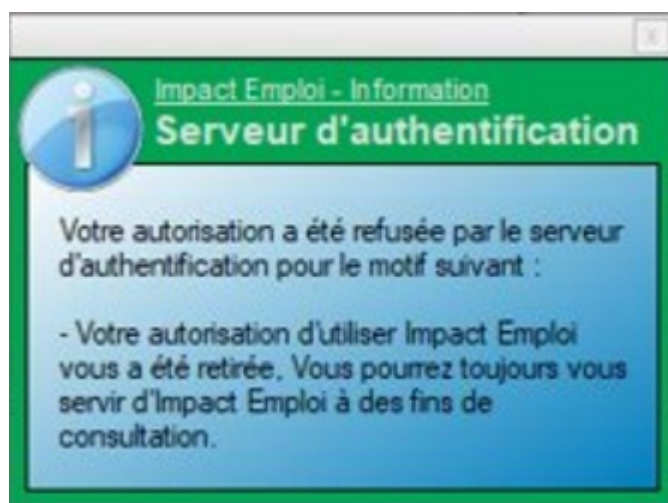 Impact Emploi - Information
Serveur d'authentification
Votre autorisation a été refusée par le serveur
d'authentification pour le motif suivant :
- Votre autorisation d'utiliser Impact Emploi
vous a été retirée. Vous pourrez toujours vous
servir d'Impact Emploi à des fins de
consultation.